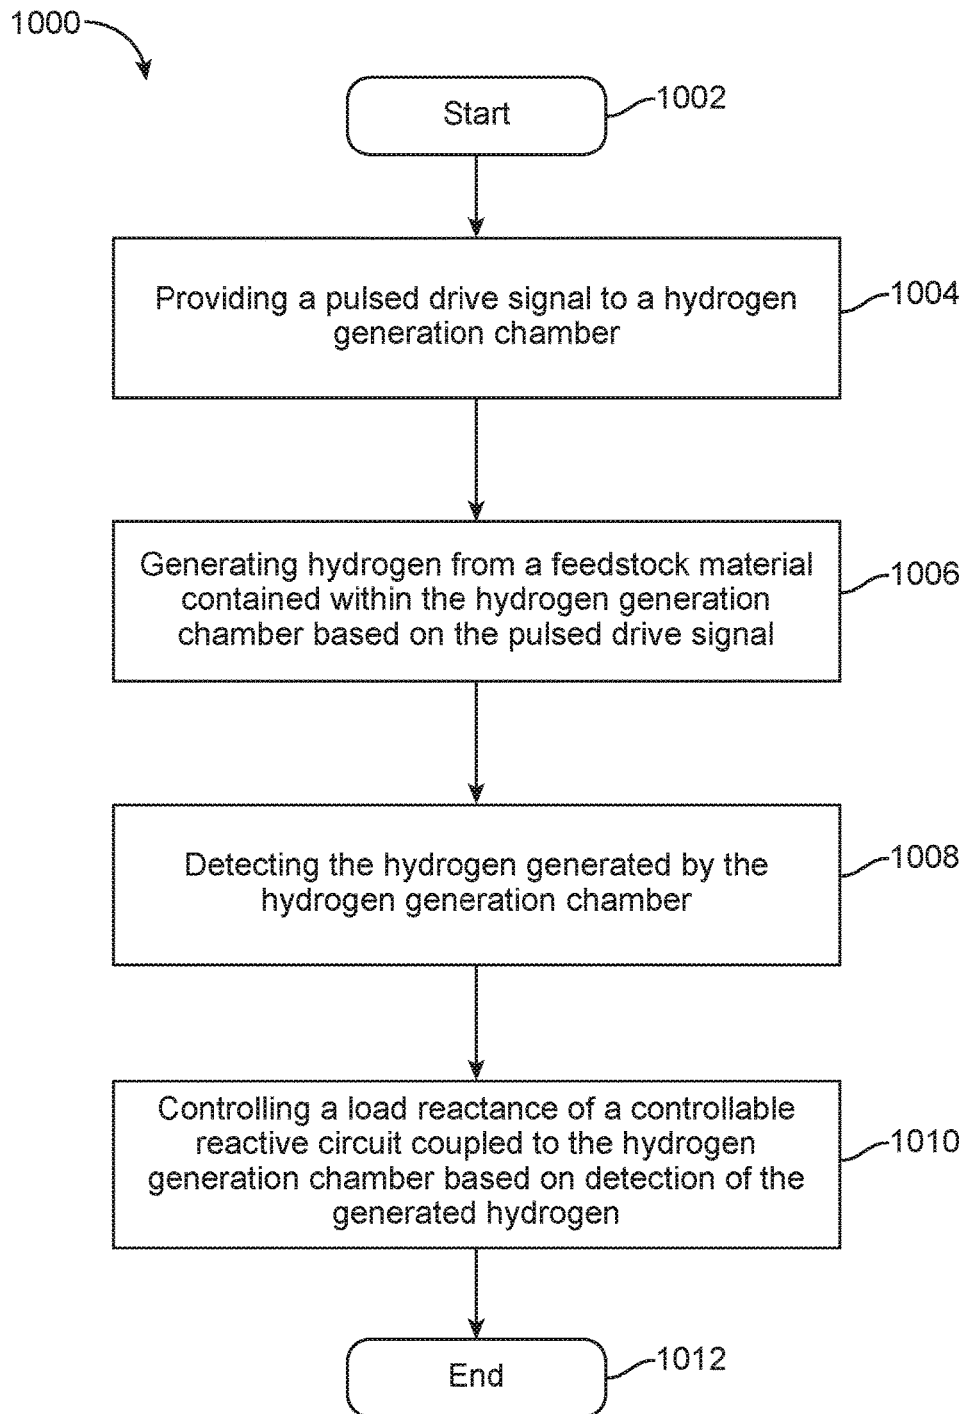 1000
Start
1002
Providing a pulsed drive signal to a hydrogen
generation chamber
1004
Generating hydrogen from a feedstock material
contained within the hydrogen generation
chamber based on the pulsed drive signal
1006
Detecting the hydrogen generated by the
hydrogen generation chamber
1008
Controlling a load reactance of a controllable
reactive circuit coupled to the hydrogen
generation chamber based on detection of the
generated hydrogen
1010
End
1012